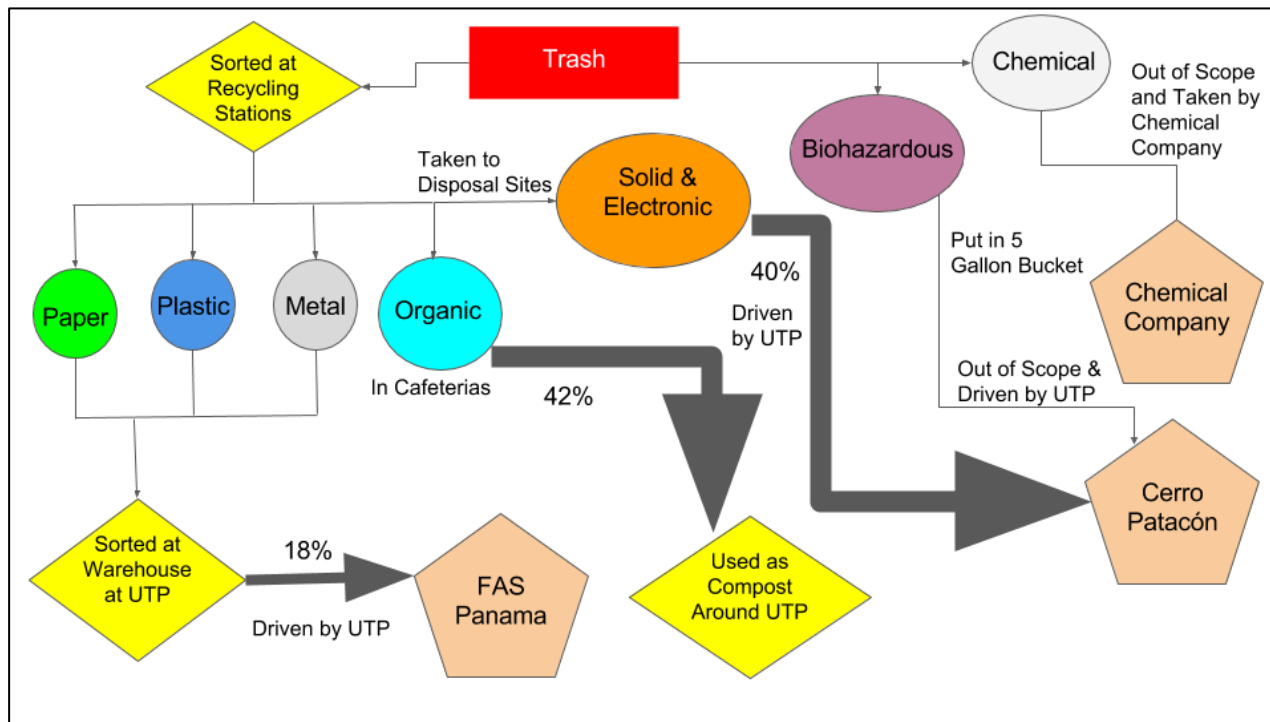 Trash
Sorted at
Recycling
Stations
Chemical
Out of Scope
and Taken by
Chemical
Company
Biohazardous
Taken to
Disposal Sites
Solid &
Electronic
Put in 5
Gallon Bucket
40%
Driven
by UTP
Chemical
Company
Paper
Plastic
Metal
Organic
In Cafeterias
42%
Out of Scope &
Driven by UTP
Cerro
Patacón
Sorted at
Warehouse
at UTP
18%
Driven by UTP
FAS
Panama
Used as
Compost
Around UTP